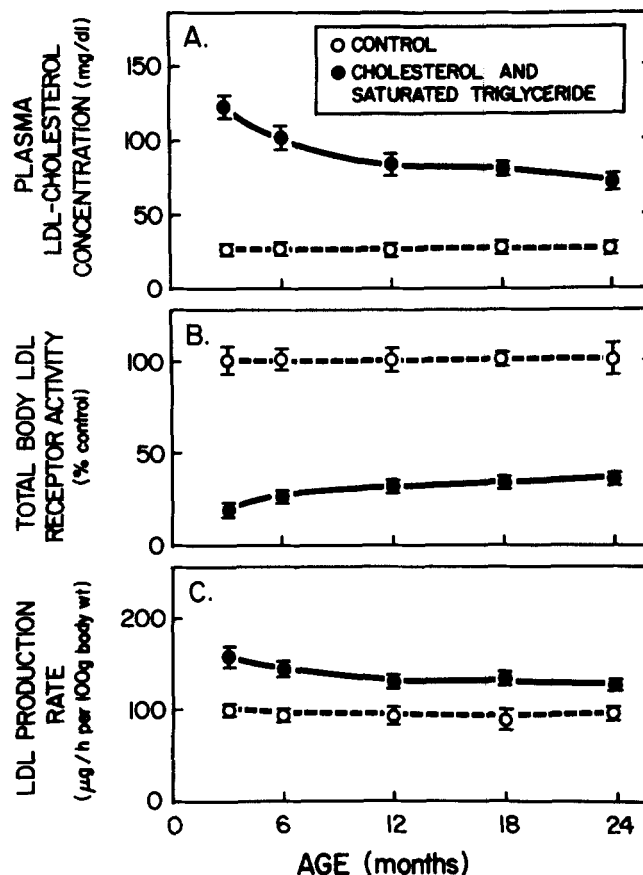 A.
○ CONTROL
● CHOLESTEROL AND
SATURATED TRIGLYCERIDE
PLASMA
LDL-CHOLESTEROL
CONCENTRATION (mg/dl)
150
100
50
0
B.
TOTAL BODY LDL
RECEPTOR ACTIVITY
(% control)
100
50
0
C.
LDL PRODUCTION
RATE
(µg/h per 100g body wt)
200
100
0
0 6 12 18 24
AGE (months)